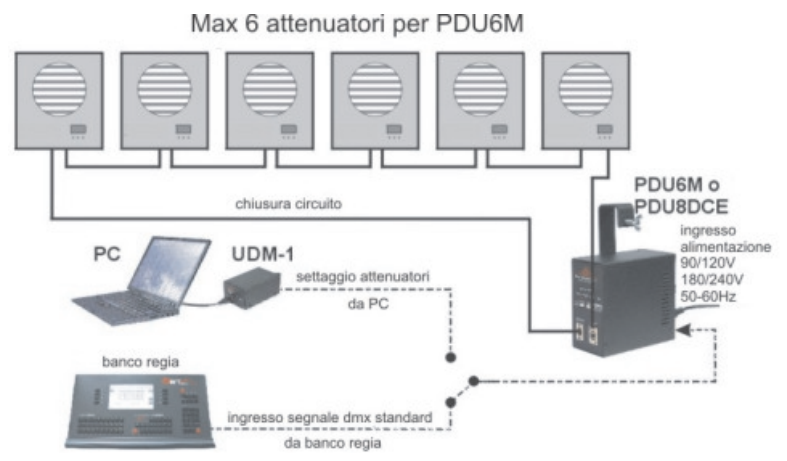 Max 6 attenuatori per PDU6M
chiusura circuito
PDU6M o
PDU8DCE
ingresso
alimentazione
90/120V
180/240V
50-60Hz
PC
UDM-1
settaggio attenuatori
da PC
banco regia
ingresso segnale dmx standard
da banco regia